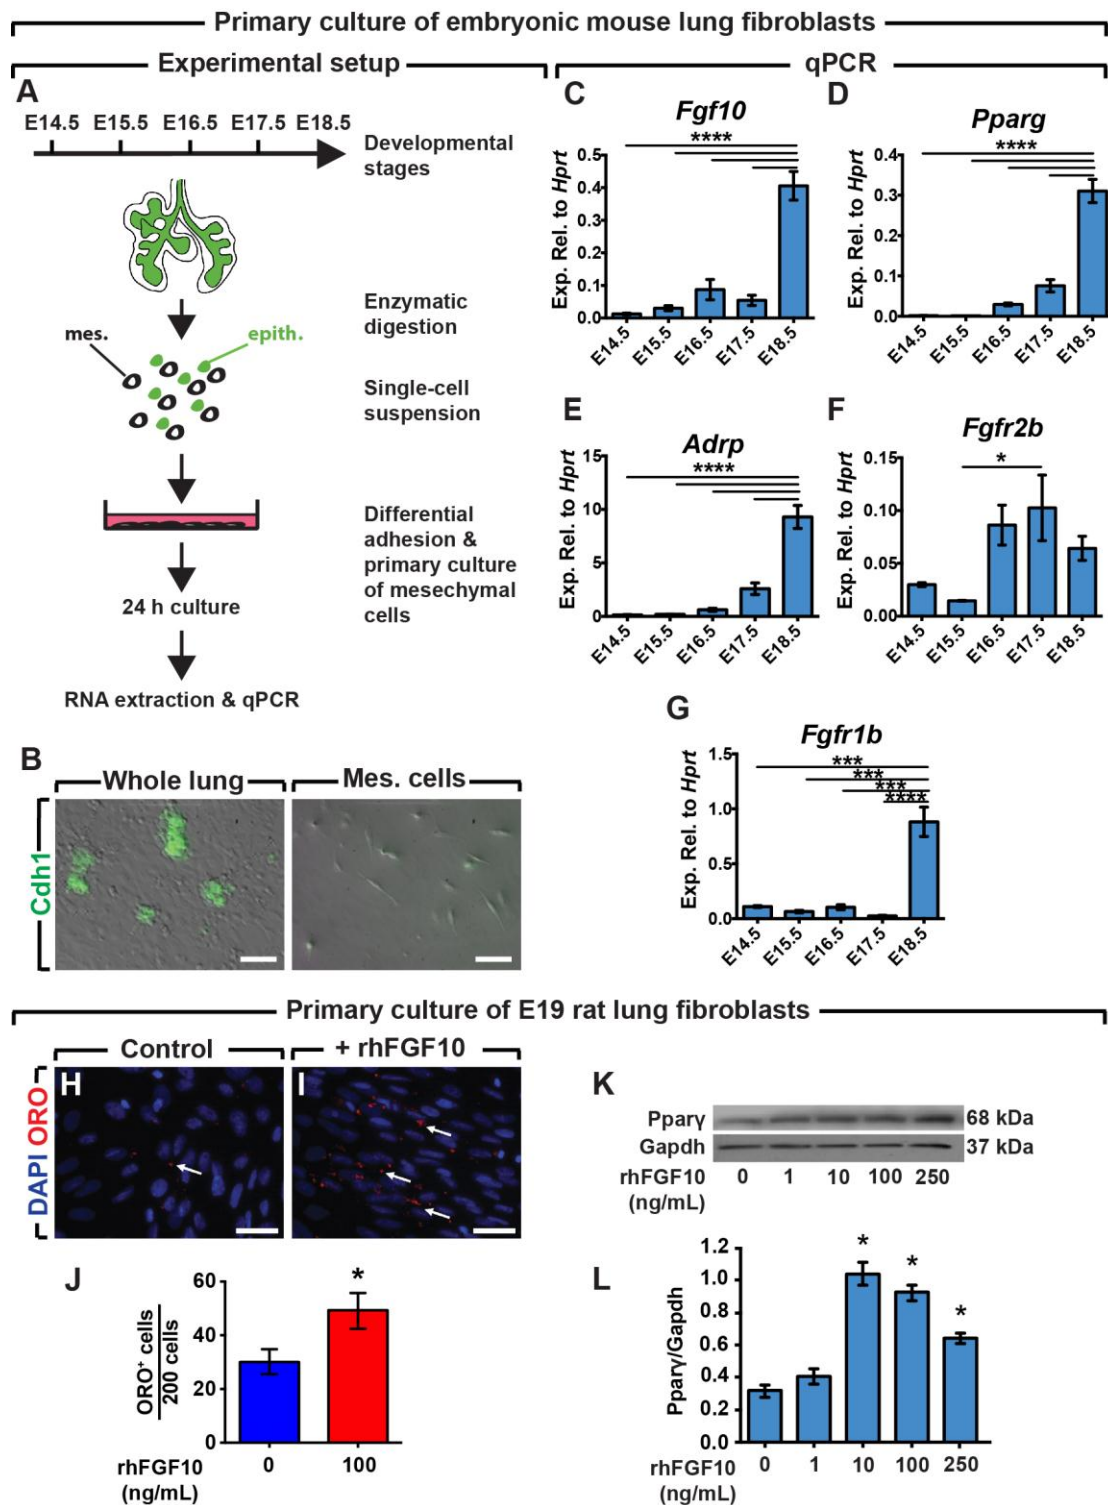 Primary culture of embryonic mouse lung fibroblasts
Experimental setup
qPCR
A
E14.5 E15.5 E16.5 E17.5 E18.5
Developmental
stages
Enzymatic
digestion
mes.
epith.
Single-cell
suspension
Differential
adhesion &
primary culture
of mesechymal
cells
24 h culture
RNA extraction & qPCR
B
Whole lung
Mes. cells
Cdh1
C
Fgf10
****
Exp. Rel. to Hprt
0.5
0.4
0.3
0.2
0.1
0.0
E14.5
E15.5
E16.5
E17.5
E18.5
D
Pparg
****
Exp. Rel. to Hprt
0.4
0.3
0.2
0.1
0.0
E14.5
E15.5
E16.5
E17.5
E18.5
E
Adrp
****
Exp. Rel. to Hprt
15
10
5
0
E14.5
E15.5
E16.5
E17.5
E18.5
F
Fgfr2b
*
Exp. Rel. to Hprt
0.15
0.10
0.05
0.00
E14.5
E15.5
E16.5
E17.5
E18.5
G
Fgfr1b
***
***
***
****
Exp. Rel. to Hprt
1.5
1.0
0.5
0.0
E14.5
E15.5
E16.5
E17.5
E18.5
Primary culture of E19 rat lung fibroblasts
Control
+ rhFGF10
DAPI ORO
H
I
J
*
ORO+ cells
200 cells
60
40
20
0
rhFGF10 0 100
(ng/mL)
K
Pparγ 68 kDa
Gapdh 37 kDa
rhFGF10 0 1 10 100 250
(ng/mL)
L
* * *
Pparγ/Gapdh
1.2
1.0
0.8
0.6
0.4
0.2
0.0
rhFGF10 0 1 10 100 250
(ng/mL)